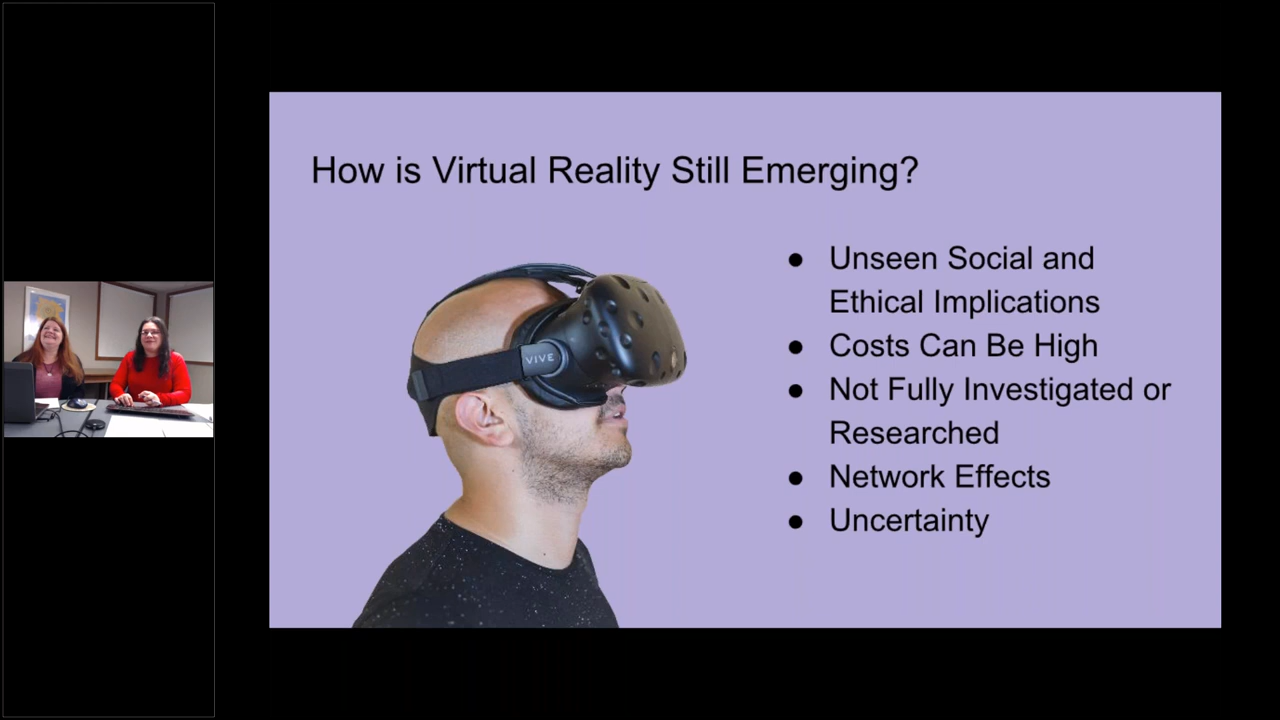 How is Virtual Reality Still Emerging?
VIVE
● Unseen Social and
Ethical Implications
● Costs Can Be High
● Not Fully Investigated or
Researched
● Network Effects
● Uncertainty